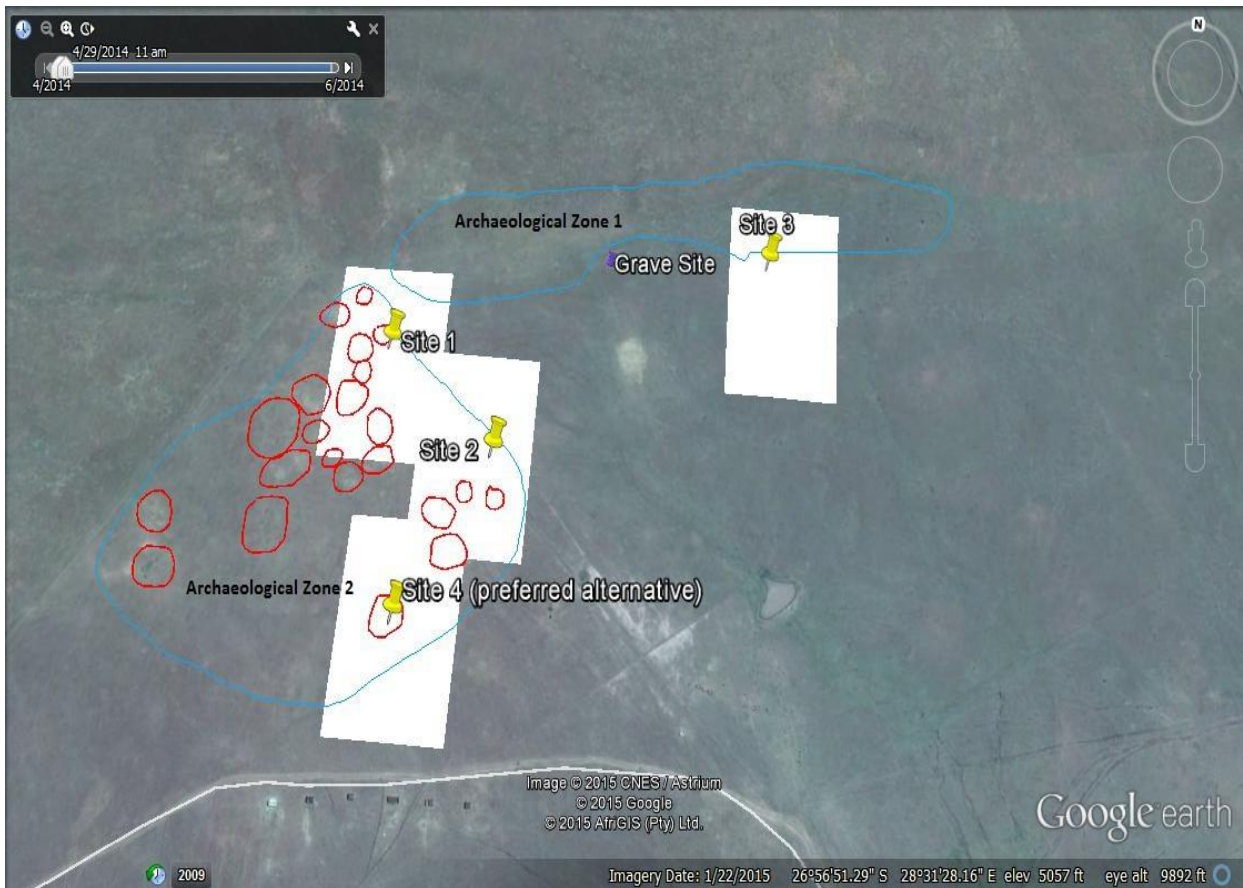 4/29/2014 11 am
4/2014
6/2014
N
Archaeological Zone 1
Site 3
Grave Site
Site 1
Site 2
Archaeological Zone 2
Site 4 (preferred alternative)
Image © 2015 CNES / Astrium
© 2015 Google
© 2015 AfriGIS (Pty) Ltd.
Google earth
2009
Imagery Date: 1/22/2015 26°56'51.29" S 28°31'28.16" E elev 5057 ft eye alt 9892 ft